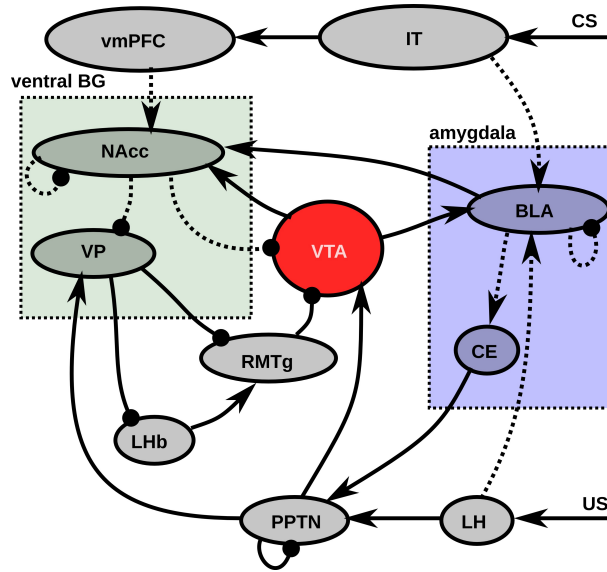 CS
vmPFC
IT
ventral BG
amygdala
NAcc
BLA
VP
VTA
CE
RMTg
LHb
US
PPTN
LH